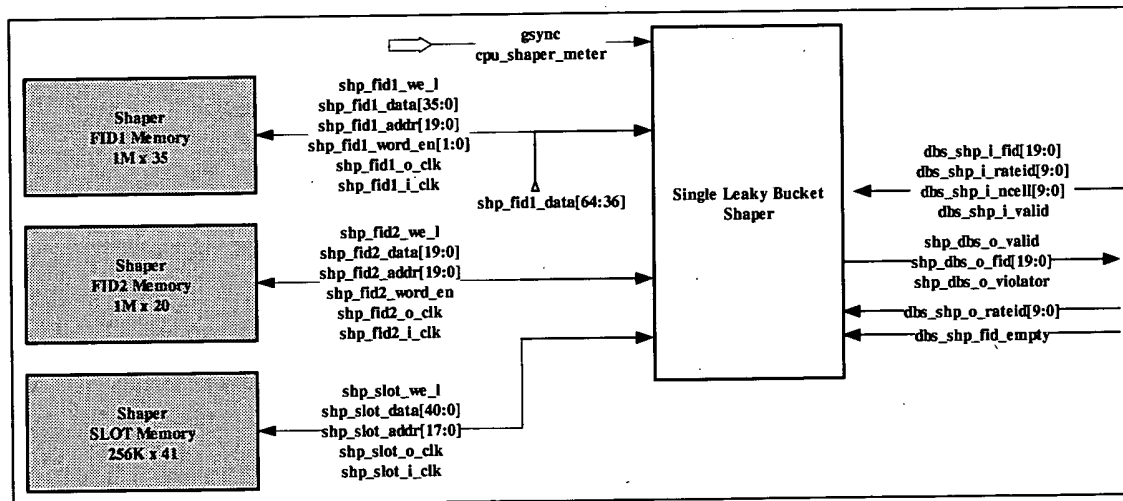 gsync
cpu_shaper_meter
Shaper
FID1 Memory
1M x 35
shp_fid1_we_l
shp_fid1_data[35:0]
shp_fid1_addr[19:0]
shp_fid1_word_en[1:0]
shp_fid1_o_clk
shp_fid1_i_clk
shp_fid1_data[64:36]
Shaper
FID2 Memory
1M x 20
shp_fid2_we_l
shp_fid2_data[19:0]
shp_fid2_addr[19:0]
shp_fid2_word_en
shp_fid2_o_clk
shp_fid2_i_clk
Shaper
SLOT Memory
256K x 41
shp_slot_we_l
shp_slot_data[40:0]
shp_slot_addr[17:0]
shp_slot_o_clk
shp_slot_i_clk
Single Leaky Bucket
Shaper
dbs_shp_i_fid[19:0]
dbs_shp_i_rateid[9:0]
dbs_shp_i_ncell[9:0]
dbs_shp_i_valid
shp_dbs_o_valid
shp_dbs_o_fid[19:0]
shp_dbs_o_violator
dbs_shp_o_rateid[9:0]
dbs_shp_fid_empty